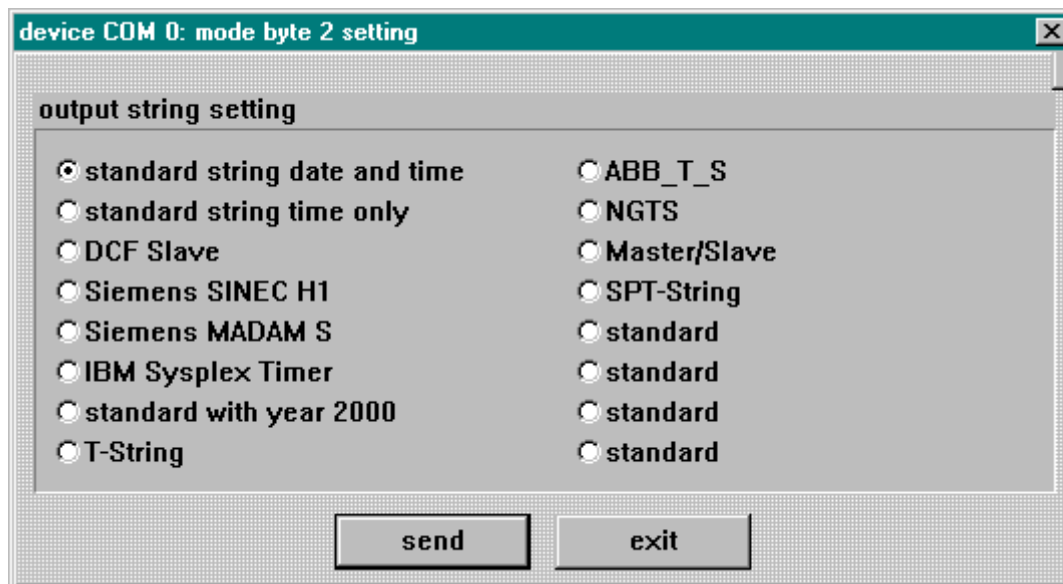 device COM 0: mode byte 2 setting
output string setting
standard string date and time
standard string time only
DCF Slave
Siemens SINEC H1
Siemens MADAM S
IBM Sysplex Timer
standard with year 2000
T-String
ABB_T_S
NGTS
Master/Slave
SPT-String
standard
standard
standard
standard
send
exit